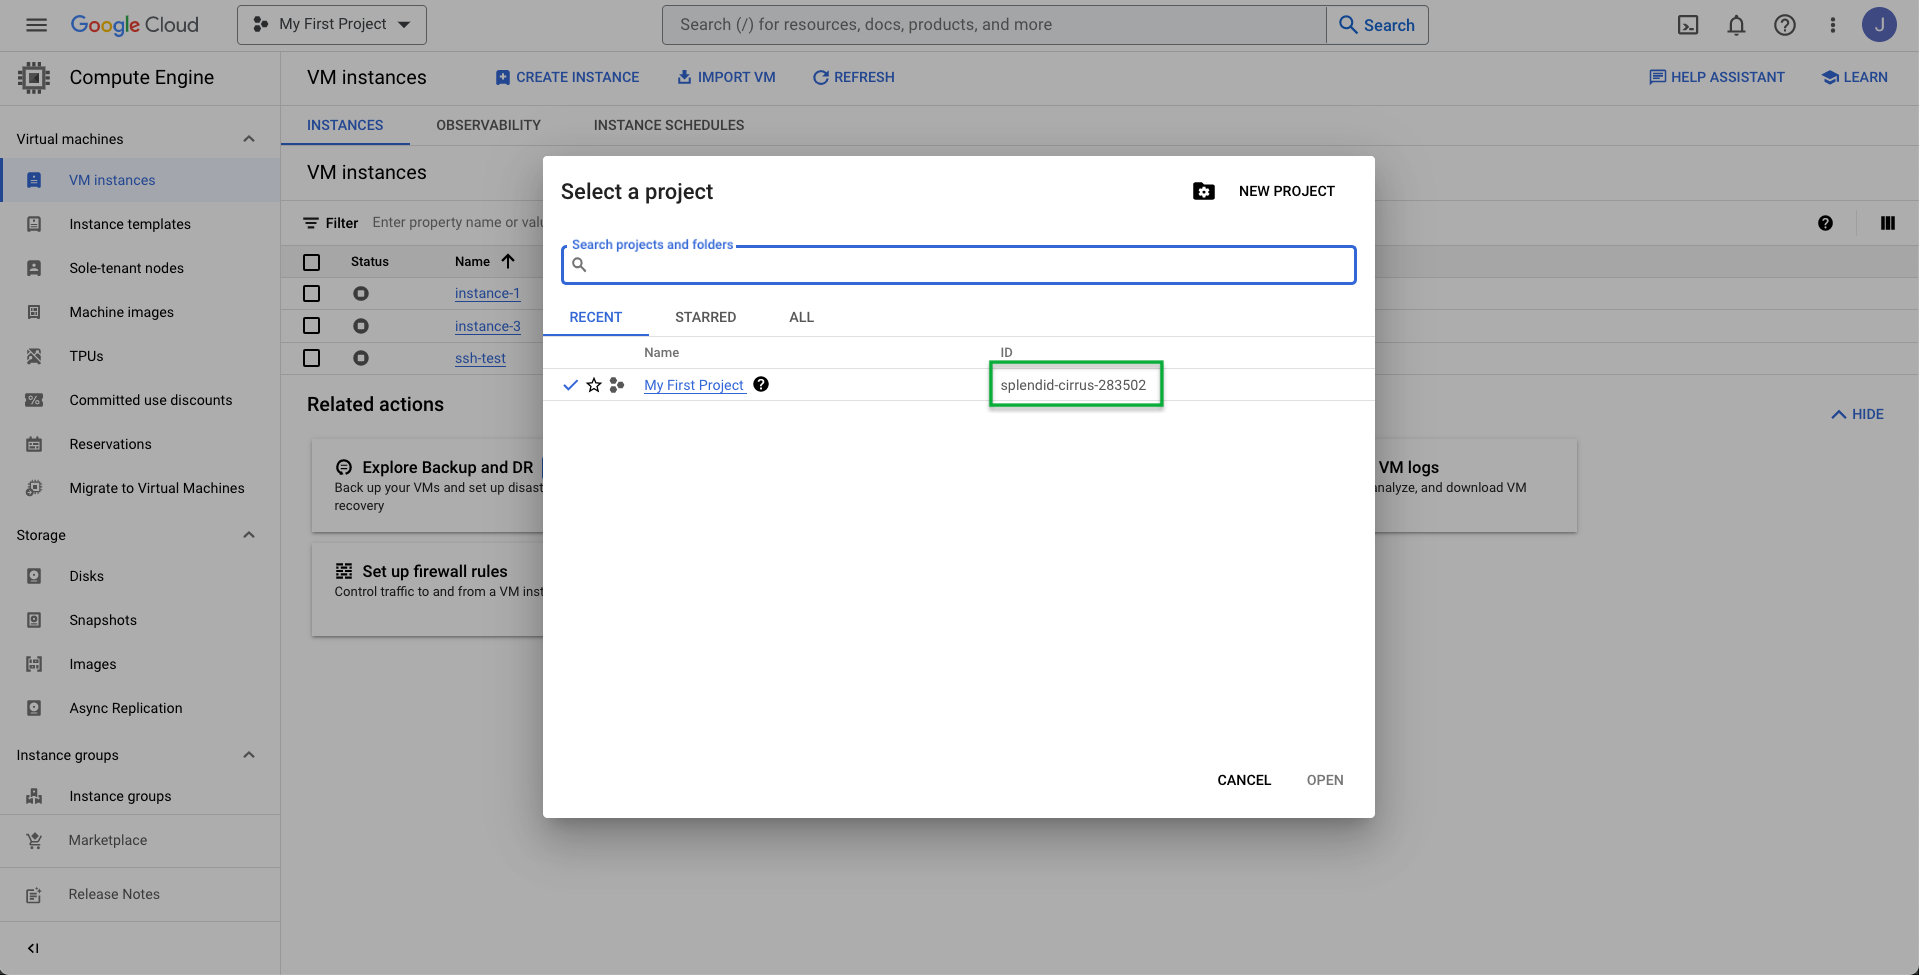 Google Cloud
My First Project
Search (/) for resources, docs, products, and more
Search
J
Compute Engine
VM instances
CREATE INSTANCE
IMPORT VM
REFRESH
HELP ASSISTANT
LEARN
Virtual machines
INSTANCES
OBSERVABILITY
INSTANCE SCHEDULES
VM instances
Instance templates
Sole-tenant nodes
Machine images
TPUs
Committed use discounts
Reservations
Migrate to Virtual Machines
Storage
Disks
Snapshots
Images
Async Replication
Instance groups
Instance groups
Marketplace
Release Notes
VM instances
Filter
Enter property name or valu
Status
Name
instance-1
instance-3
ssh-test
Related actions
HIDE
Explore Backup and DR
Back up your VMs and set up disast
recovery
VM logs
analyze, and download VM
Set up firewall rules
Control traffic to and from a VM inst
Select a project
NEW PROJECT
Search projects and folders
RECENT
STARRED
ALL
Name
ID
My First Project
splendid-cirrus-283502
CANCEL
OPEN